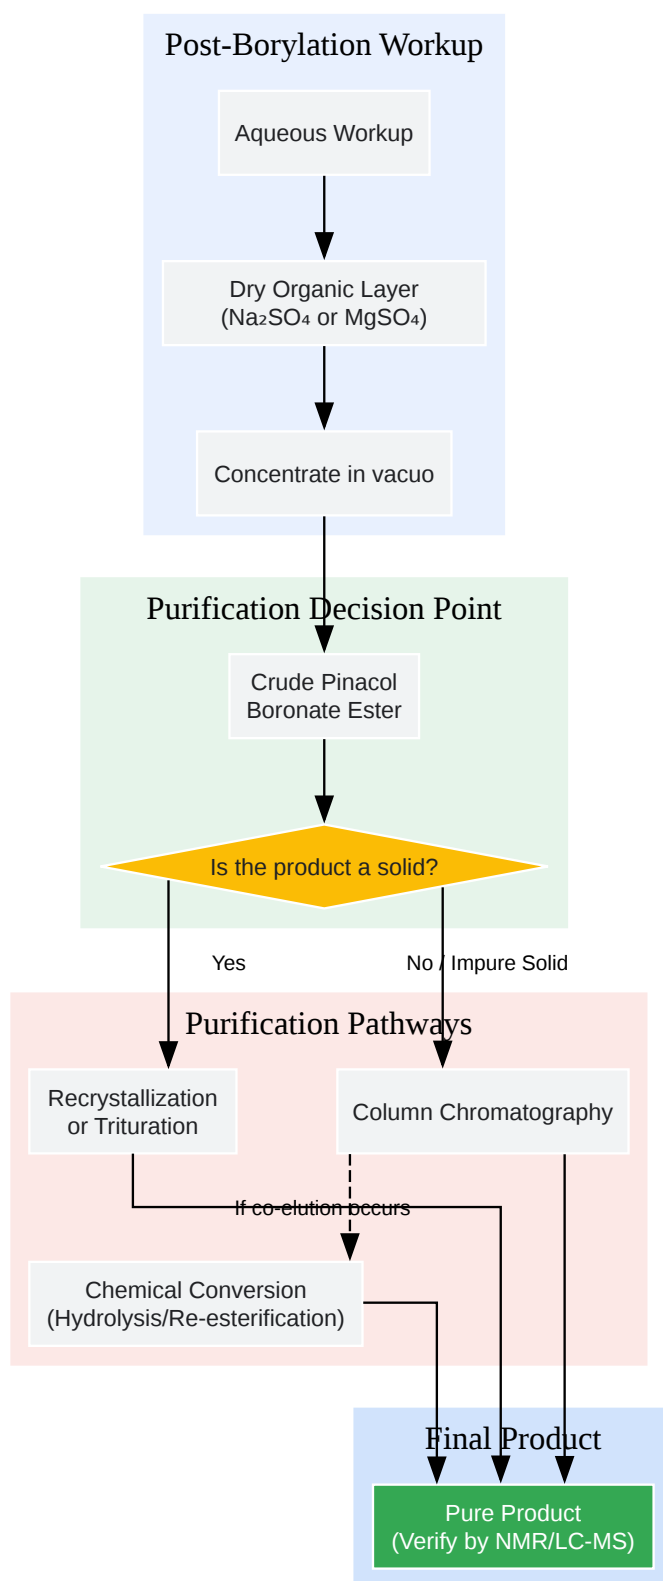 Post-Borylation Workup
Aqueous Workup
Dry Organic Layer
(Na₂SO₄ or MgSO₄)
Concentrate in vacuo
Purification Decision Point
Crude Pinacol
Boronate Ester
Is the product a solid?
Yes
No / Impure Solid
Purification Pathways
Recrystallization
or Trituration
Column Chromatography
If co-elution occurs
Chemical Conversion
(Hydrolysis/Re-esterification)
Final Product
Pure Product
(Verify by NMR/LC-MS)